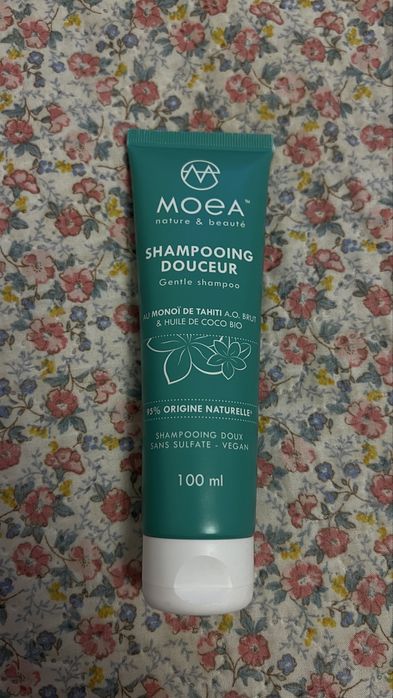 MOEA™
nature & beauté
SHAMPOOING
DOUCEUR
Gentle shampoo
AU MONOÏ DE TAHITI A.O. BRUT
& HUILE DE COCO BIO
95% ORIGINE NATURELLE*
SHAMPOOING DOUX
SANS SULFATE - VEGAN
100 ml